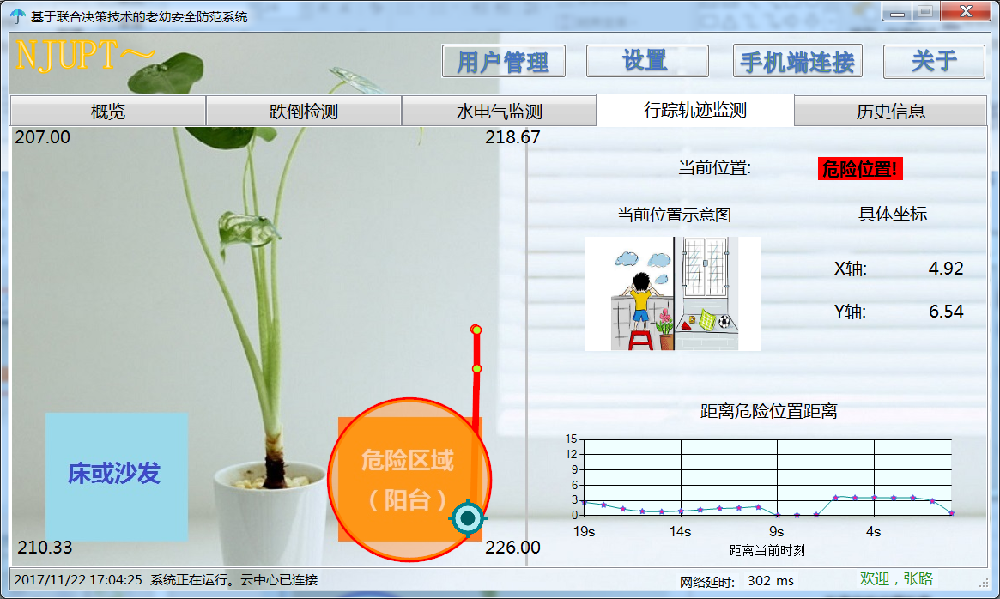 基于联合决策技术的老幼安全防范系统
NJUPT～
用户管理 设置 手机端连接 关于
概览 跌倒检测 水电气监测 行踪轨迹监测 历史信息
207.00 218.67
当前位置: 危险位置!
当前位置示意图 具体坐标
X轴: 4.92
Y轴: 6.54
B
距离危险位置距离
15
12
9
6
3
0
19s 14s 9s 4s
距离当前时刻
危险区域
（阳台）
床或沙发
210.33 226.00
2017/11/22 17:04:25 系统正在运行。云中心已连接 网络延时: 302 ms 欢迎，张路